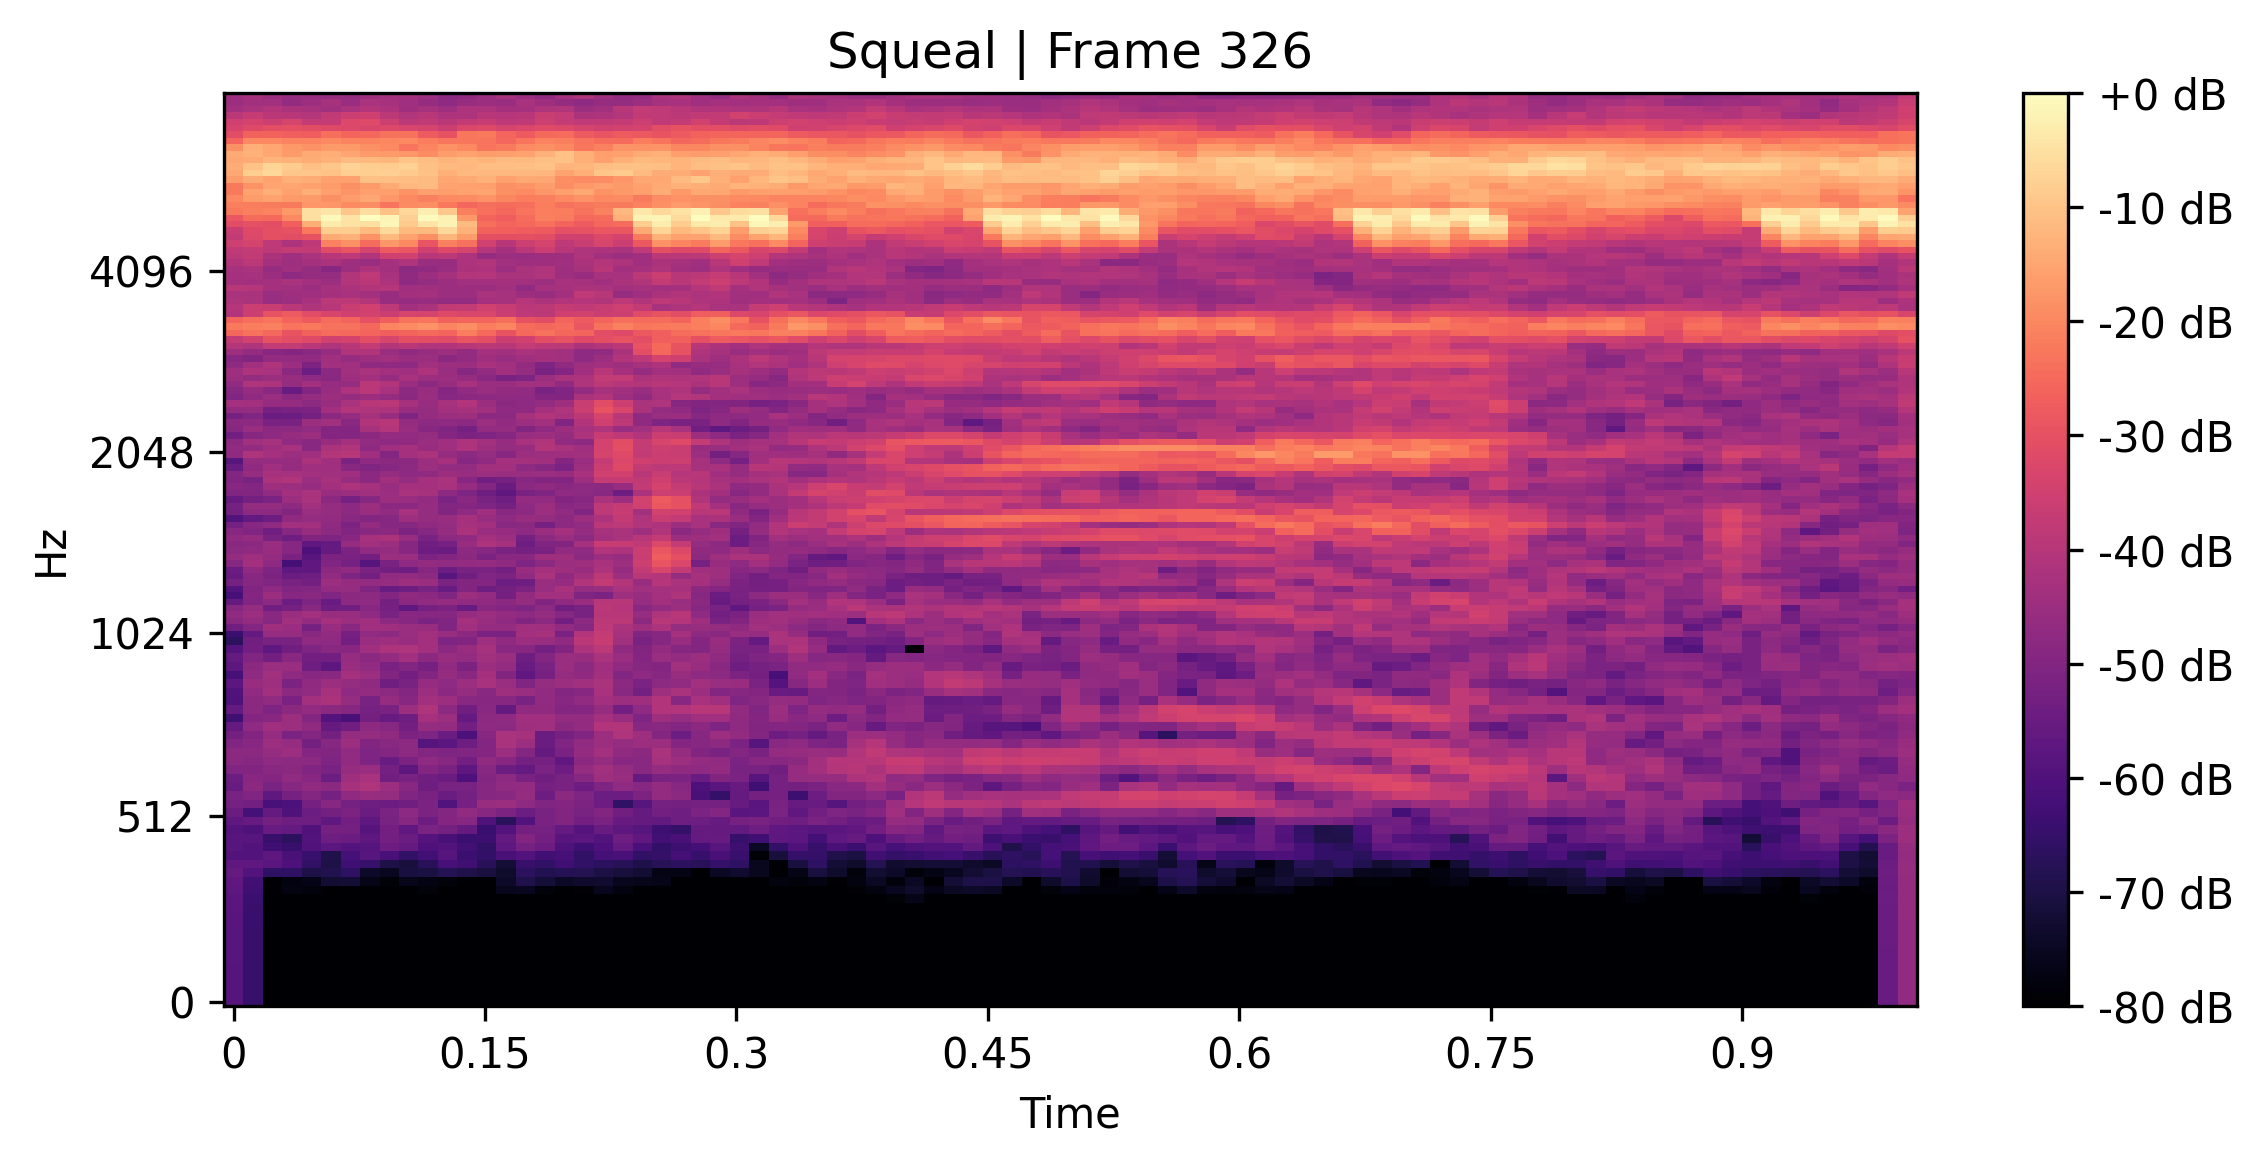 Squeal | Frame 326
+0 dB
-10 dB
-20 dB
-30 dB
-40 dB
-50 dB
-60 dB
-70 dB
-80 dB
Hz
4096
2048
1024
512
0
0 0.15 0.3 0.45 0.6 0.75 0.9
Time